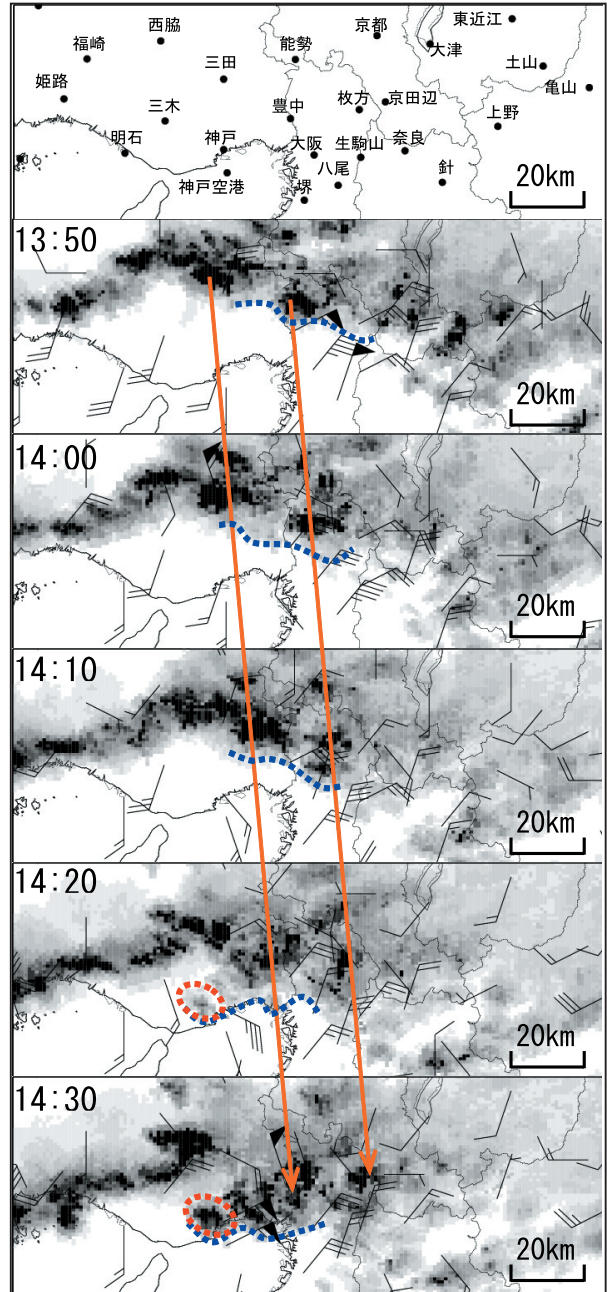 西脇
京都
東近江
福崎
能勢
大津
三田
土山
姫路
亀山
三木
豊中
枚方
京田辺
上野
明石
神戸
大阪
生駒山
奈良
八尾
針
神戸空港
堺
20km
13:50
20km
14:00
20km
14:10
20km
14:20
20km
14:30
20km